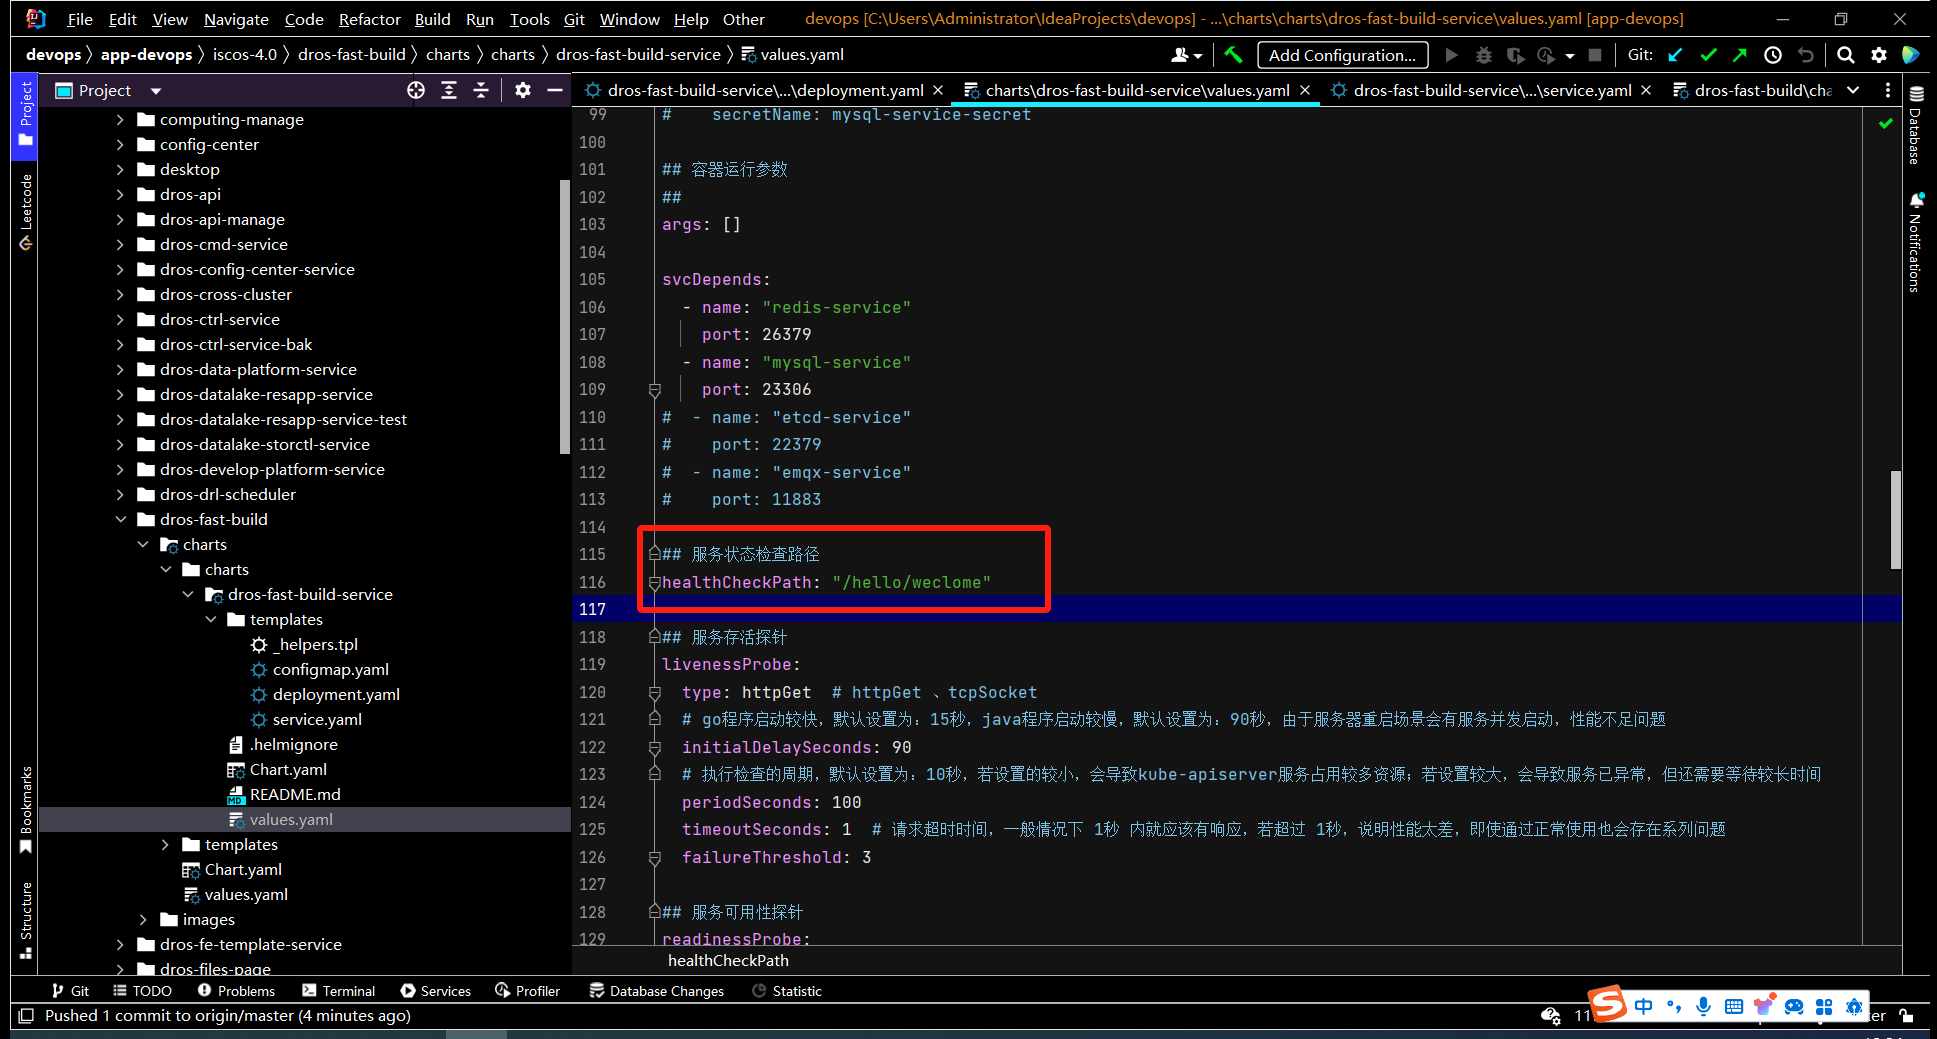 File Edit View Navigate Code Refactor Build Run Tools Git Window Help Other devops [C:\Users\Administrator\IdeaProjects\devops] - ...\charts\charts\dros-fast-build-service\values.yaml [app-devops]
devops app-devops iscos-4.0 dros-fast-build charts charts dros-fast-build-service values.yaml Add Configuration... Git:
Project
dros-fast-build-service\...\deployment.yaml charts\dros-fast-build-service\values.yaml dros-fast-build-service\...\service.yaml dros-fast-build\cha
Project
Leetcode
Bookmarks
Structure
computing-manage
config-center
desktop
dros-api
dros-api-manage
dros-cmd-service
dros-config-center-service
dros-cross-cluster
dros-ctrl-service
dros-ctrl-service-bak
dros-data-platform-service
dros-datalake-resapp-service
dros-datalake-resapp-service-test
dros-datalake-storctl-service
dros-develop-platform-service
dros-drl-scheduler
dros-fast-build
charts
charts
dros-fast-build-service
templates
_helpers.tpl
configmap.yaml
deployment.yaml
service.yaml
.helmignore
Chart.yaml
README.md
values.yaml
templates
Chart.yaml
values.yaml
images
dros-fe-template-service
dros-files-page
99 #    secretName: mysql-service-secret
100
101 ## 容器运行参数
102 ##
103 args: []
104
105 svcDepends:
106   - name: "redis-service"
107     port: 26379
108   - name: "mysql-service"
109     port: 23306
110 #  - name: "etcd-service"
111 #    port: 22379
112 #  - name: "emqx-service"
113 #    port: 11883
114
115 ## 服务状态检查路径
116 healthCheckPath: "/hello/weclome"
117
118 ## 服务存活探针
119 livenessProbe:
120   type: httpGet  # httpGet 、tcpSocket
121   # go程序启动较快，默认设置为：15秒，java程序启动较慢，默认设置为：90秒，由于服务器重启场景会有服务并发启动，性能不足问题
122   initialDelaySeconds: 90
123   # 执行检查的周期，默认设置为：10秒，若设置的较小，会导致kube-apiserver服务占用较多资源；若设置较大，会导致服务已异常，但还需要等待较长时间
124   periodSeconds: 100
125   timeoutSeconds: 1  # 请求超时时间，一般情况下 1秒 内就应该有响应，若超过 1秒，说明性能太差，即使通过正常使用也会存在系列问题
126   failureThreshold: 3
127
128 ## 服务可用性探针
129 readinessProbe:
healthCheckPath
Database
Notifications
Git TODO Problems Terminal Services Profiler Database Changes Statistic
Pushed 1 commit to origin/master (4 minutes ago)
中